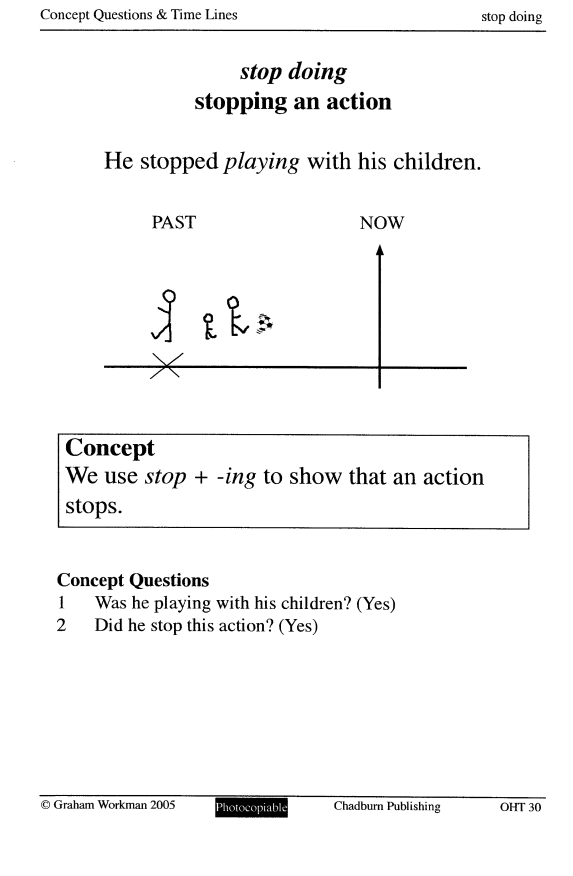 Concept Questions & Time Lines stop doing
stop doing
stopping an action
He stopped playing with his children.
PAST NOW
Concept
We use stop + -ing to show that an action
stops.
Concept Questions
1 Was he playing with his children? (Yes)
2 Did he stop this action? (Yes)
© Graham Workman 2005 Photocopiable Chadburn Publishing OHT 30